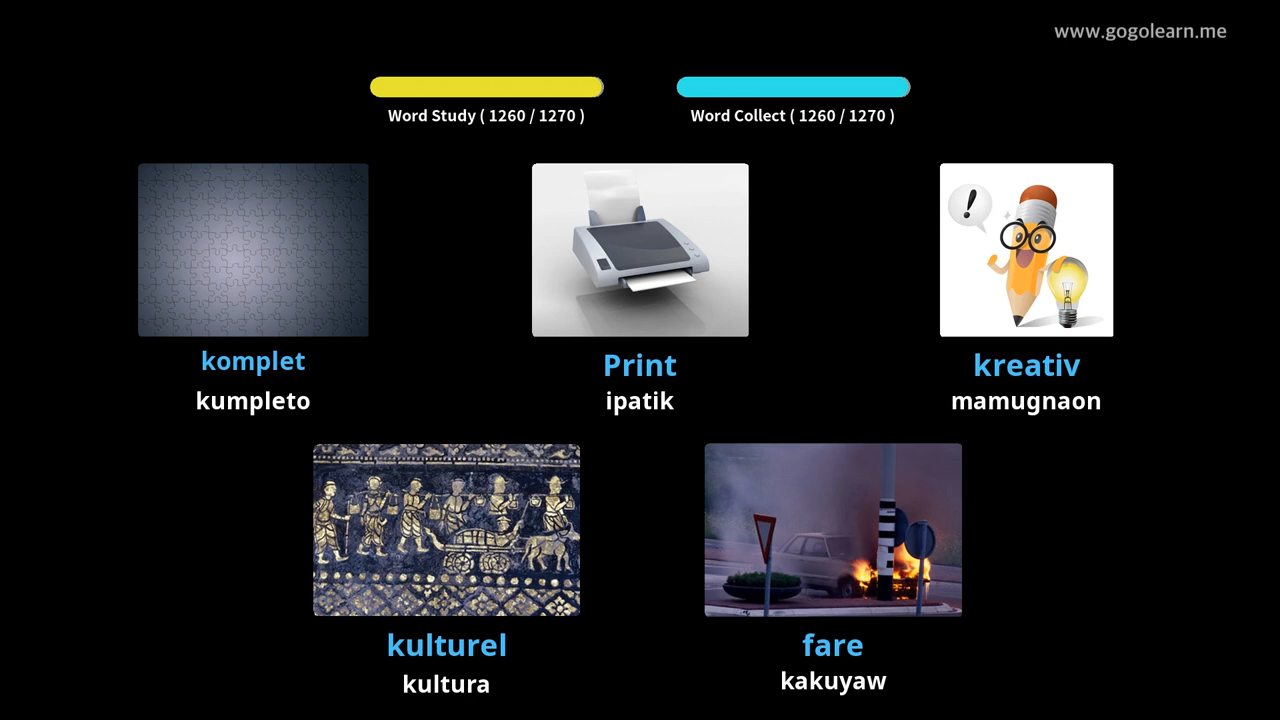 www.gogolearn.me
Word Study ( 1260 / 1270 )
Word Collect ( 1260 / 1270 )
komplet
kumpleto
Print
ipatik
kreativ
mamugnaon
kulturel
kultura
fare
kakuyaw